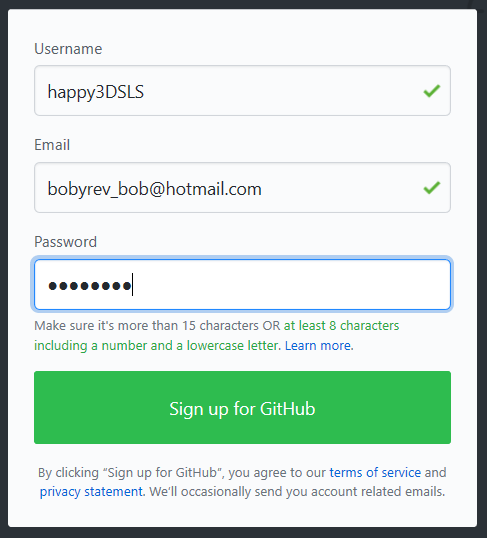 Username
happy3DSLS
Email
bobyrev_bob@hotmail.com
Password
••••••••
Make sure it's more than 15 characters OR at least 8 characters
including a number and a lowercase letter. Learn more.
Sign up for GitHub
By clicking “Sign up for GitHub”, you agree to our terms of service and
privacy statement. We’ll occasionally send you account related emails.